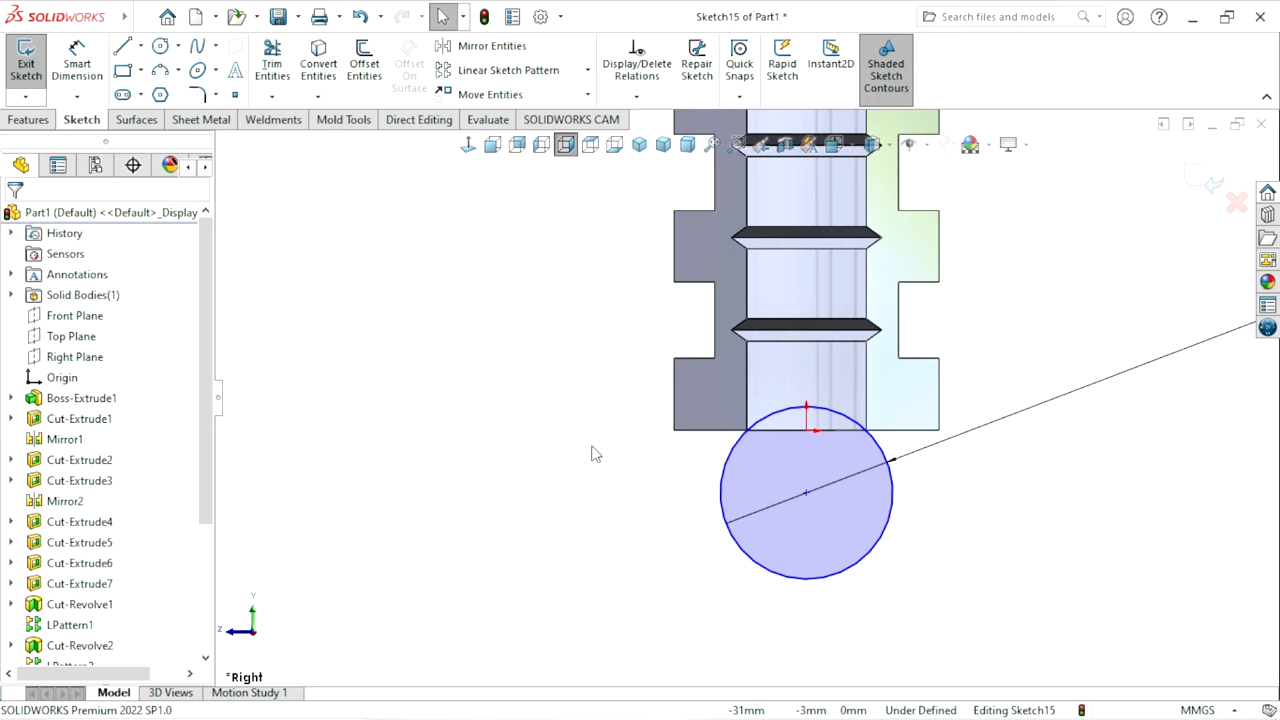 SOLIDWORKS
Sketch15 of Part1 *
Search files and models
Exit Sketch
Smart Dimension
Trim Entities
Convert Entities
Offset Entities
Offset On Surface
Mirror Entities
Linear Sketch Pattern
Move Entities
Display/Delete Relations
Repair Sketch
Quick Snaps
Rapid Sketch
Instant2D
Shaded Sketch Contours
Features
Sketch
Surfaces
Sheet Metal
Weldments
Mold Tools
Direct Editing
Evaluate
SOLIDWORKS CAM
Part1 (Default) <<Default>_Display
History
Sensors
Annotations
Solid Bodies(1)
Front Plane
Top Plane
Right Plane
Origin
Boss-Extrude1
Cut-Extrude1
Mirror1
Cut-Extrude2
Cut-Extrude3
Mirror2
Cut-Extrude4
Cut-Extrude5
Cut-Extrude6
Cut-Extrude7
Cut-Revolve1
LPattern1
Cut-Revolve2
Y
Z
*Right
Model
3D Views
Motion Study 1
SOLIDWORKS Premium 2022 SP1.0
-31mm
-3mm
0mm
Under Defined
Editing Sketch15
MMGS